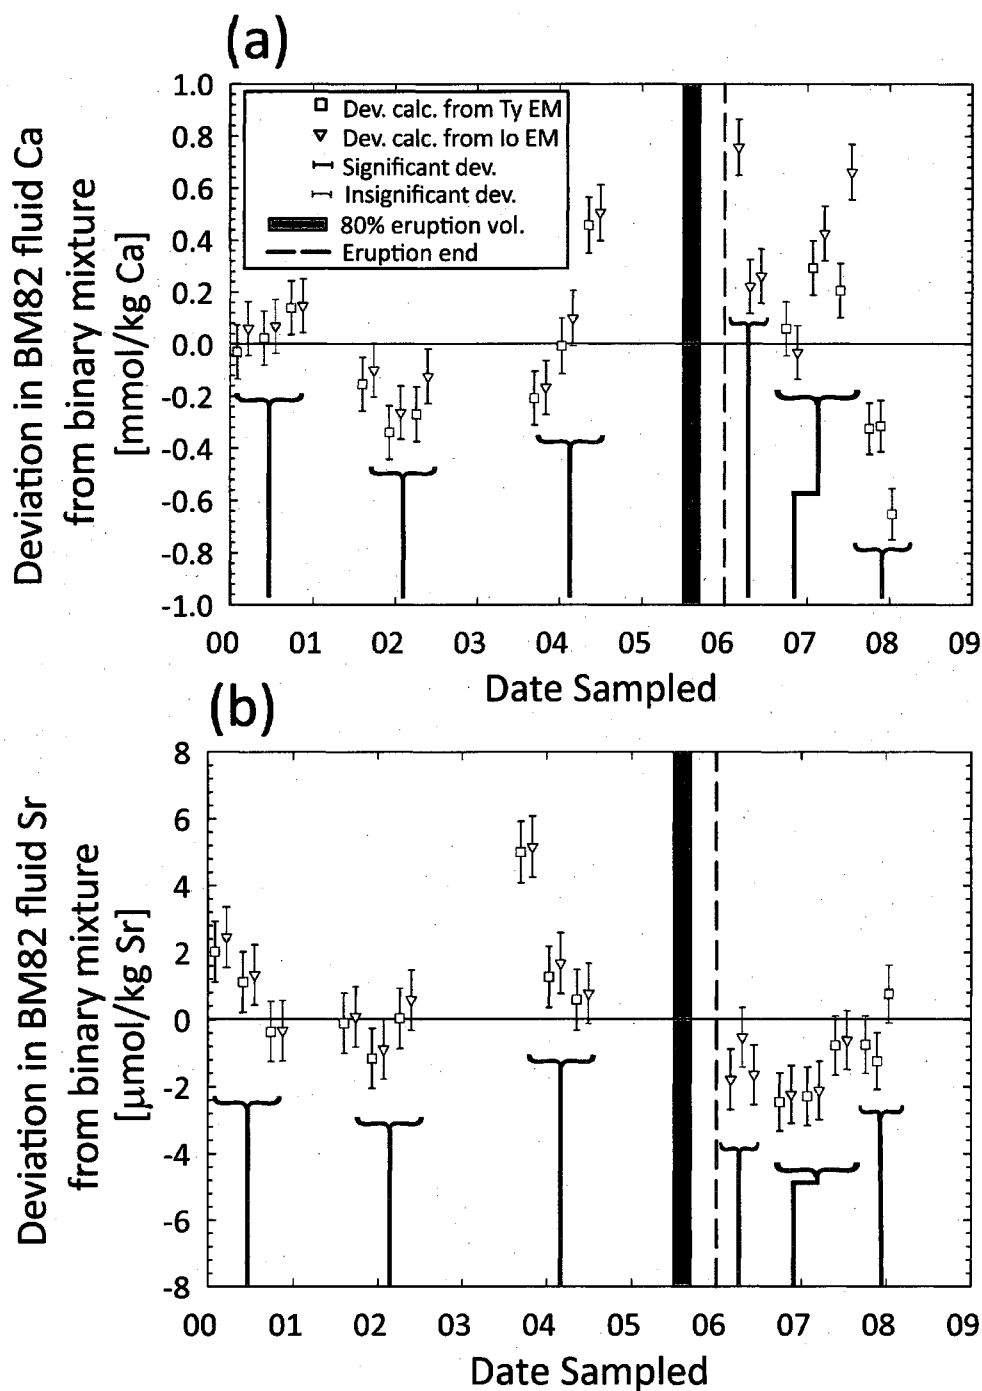 (a)
Deviation in BM82 fluid Ca
from binary mixture
[mmol/kg Ca]
1.0
0.8
0.6
0.4
0.2
0.0
-0.2
-0.4
-0.6
-0.8
-1.0
Dev. calc. from Ty EM
Dev. calc. from Io EM
Significant dev.
Insignificant dev.
80% eruption vol.
Eruption end
00 01 02 03 04 05 06 07 08 09
Date Sampled
(b)
Deviation in BM82 fluid Sr
from binary mixture
[μmol/kg Sr]
8
6
4
2
0
-2
-4
-6
-8
00 01 02 03 04 05 06 07 08 09
Date Sampled